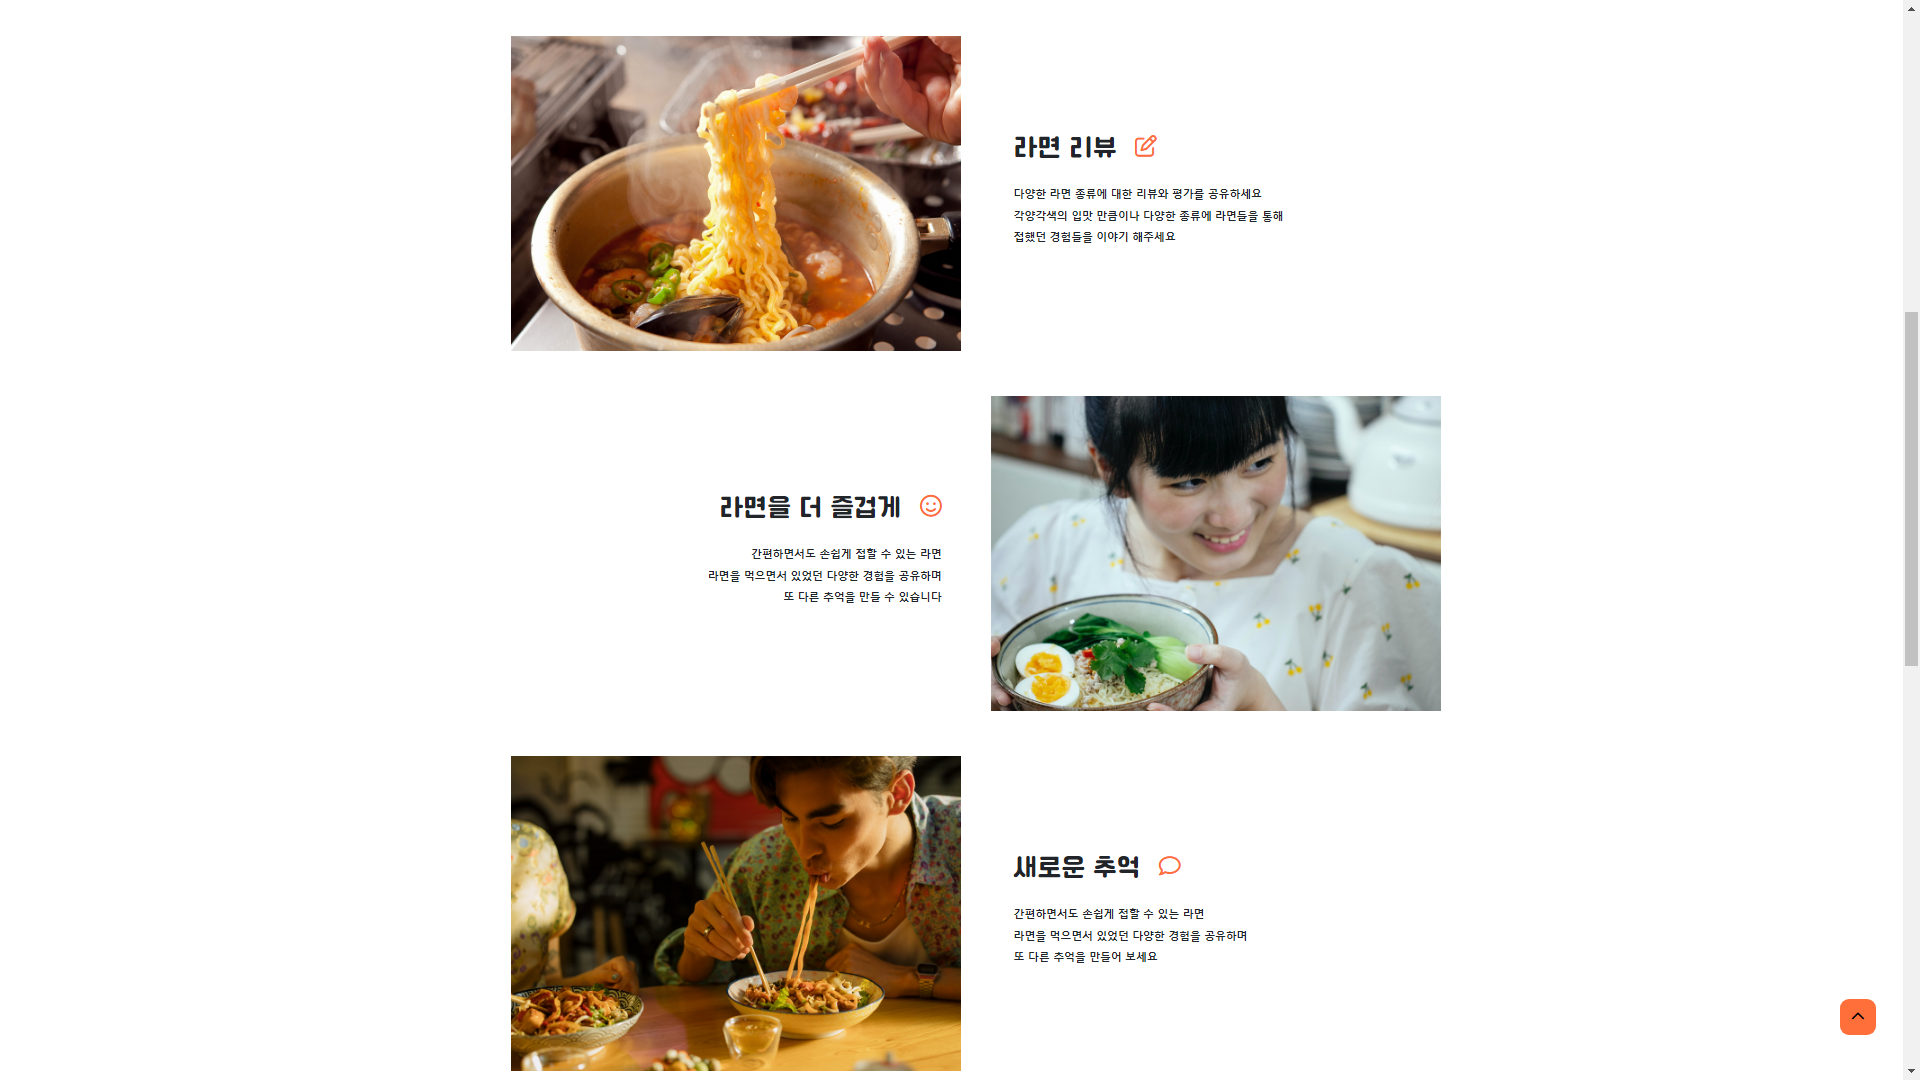 라면 리뷰
다양한 라면 종류에 대한 리뷰와 평가를 공유하세요
각양각색의 입맛 만큼이나 다양한 종류에 라면들을 통해
접했던 경험들을 이야기 해주세요
라면을 더 즐겁게
간편하면서도 손쉽게 접할 수 있는 라면
라면을 먹으면서 있었던 다양한 경험을 공유하며
또 다른 추억을 만들 수 있습니다
새로운 추억
간편하면서도 손쉽게 접할 수 있는 라면
라면을 먹으면서 있었던 다양한 경험을 공유하며
또 다른 추억을 만들어 보세요